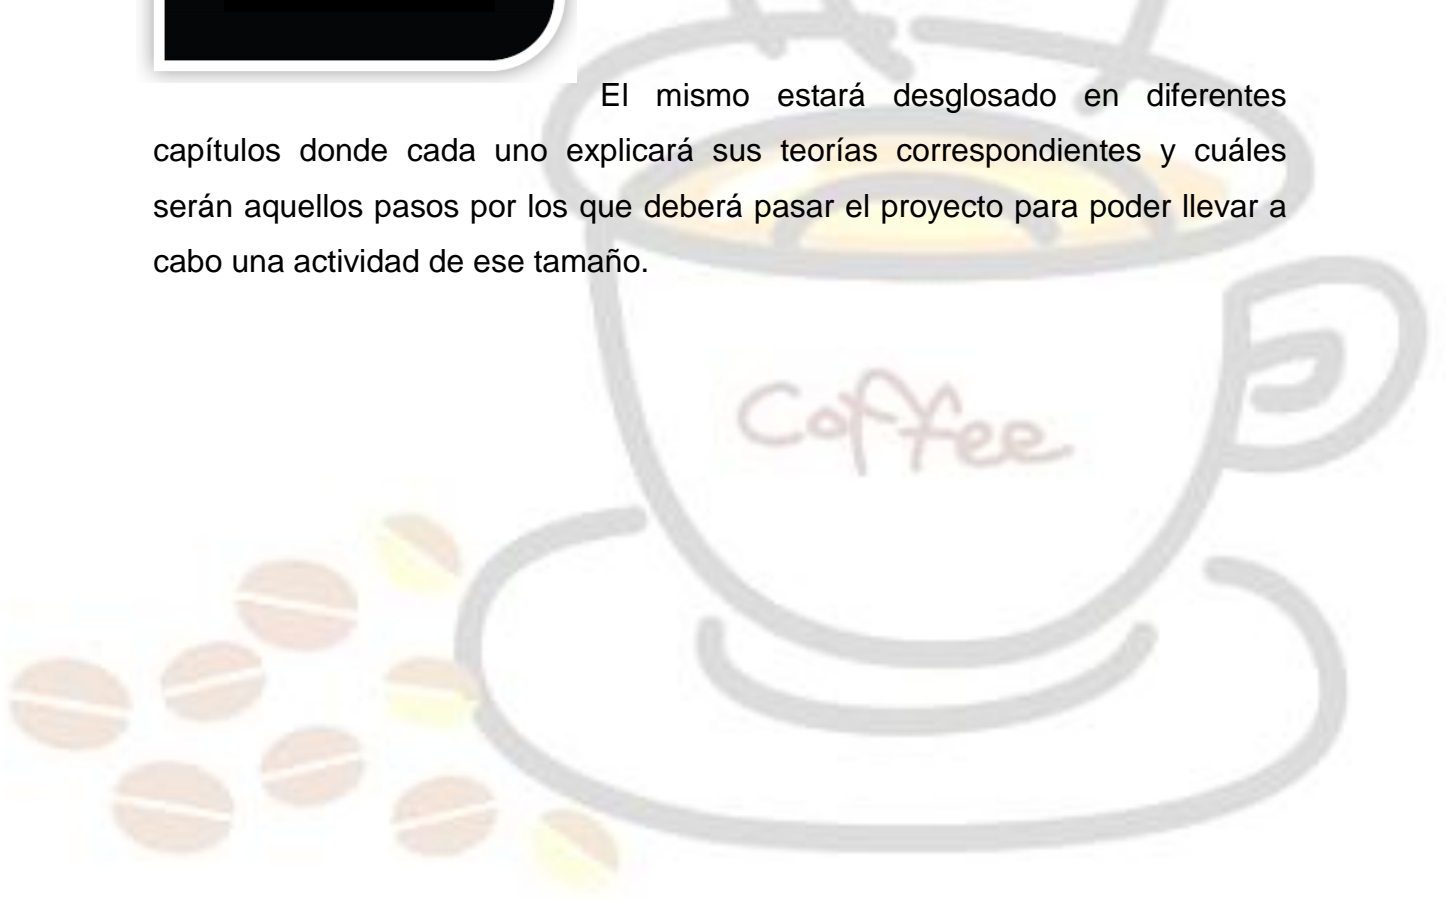 El mismo estará desglosado en diferentes
capítulos donde cada uno explicará sus teorías correspondientes y cuáles
serán aquellos pasos por los que deberá pasar el proyecto para poder llevar a
cabo una actividad de ese tamaño.
Coffee